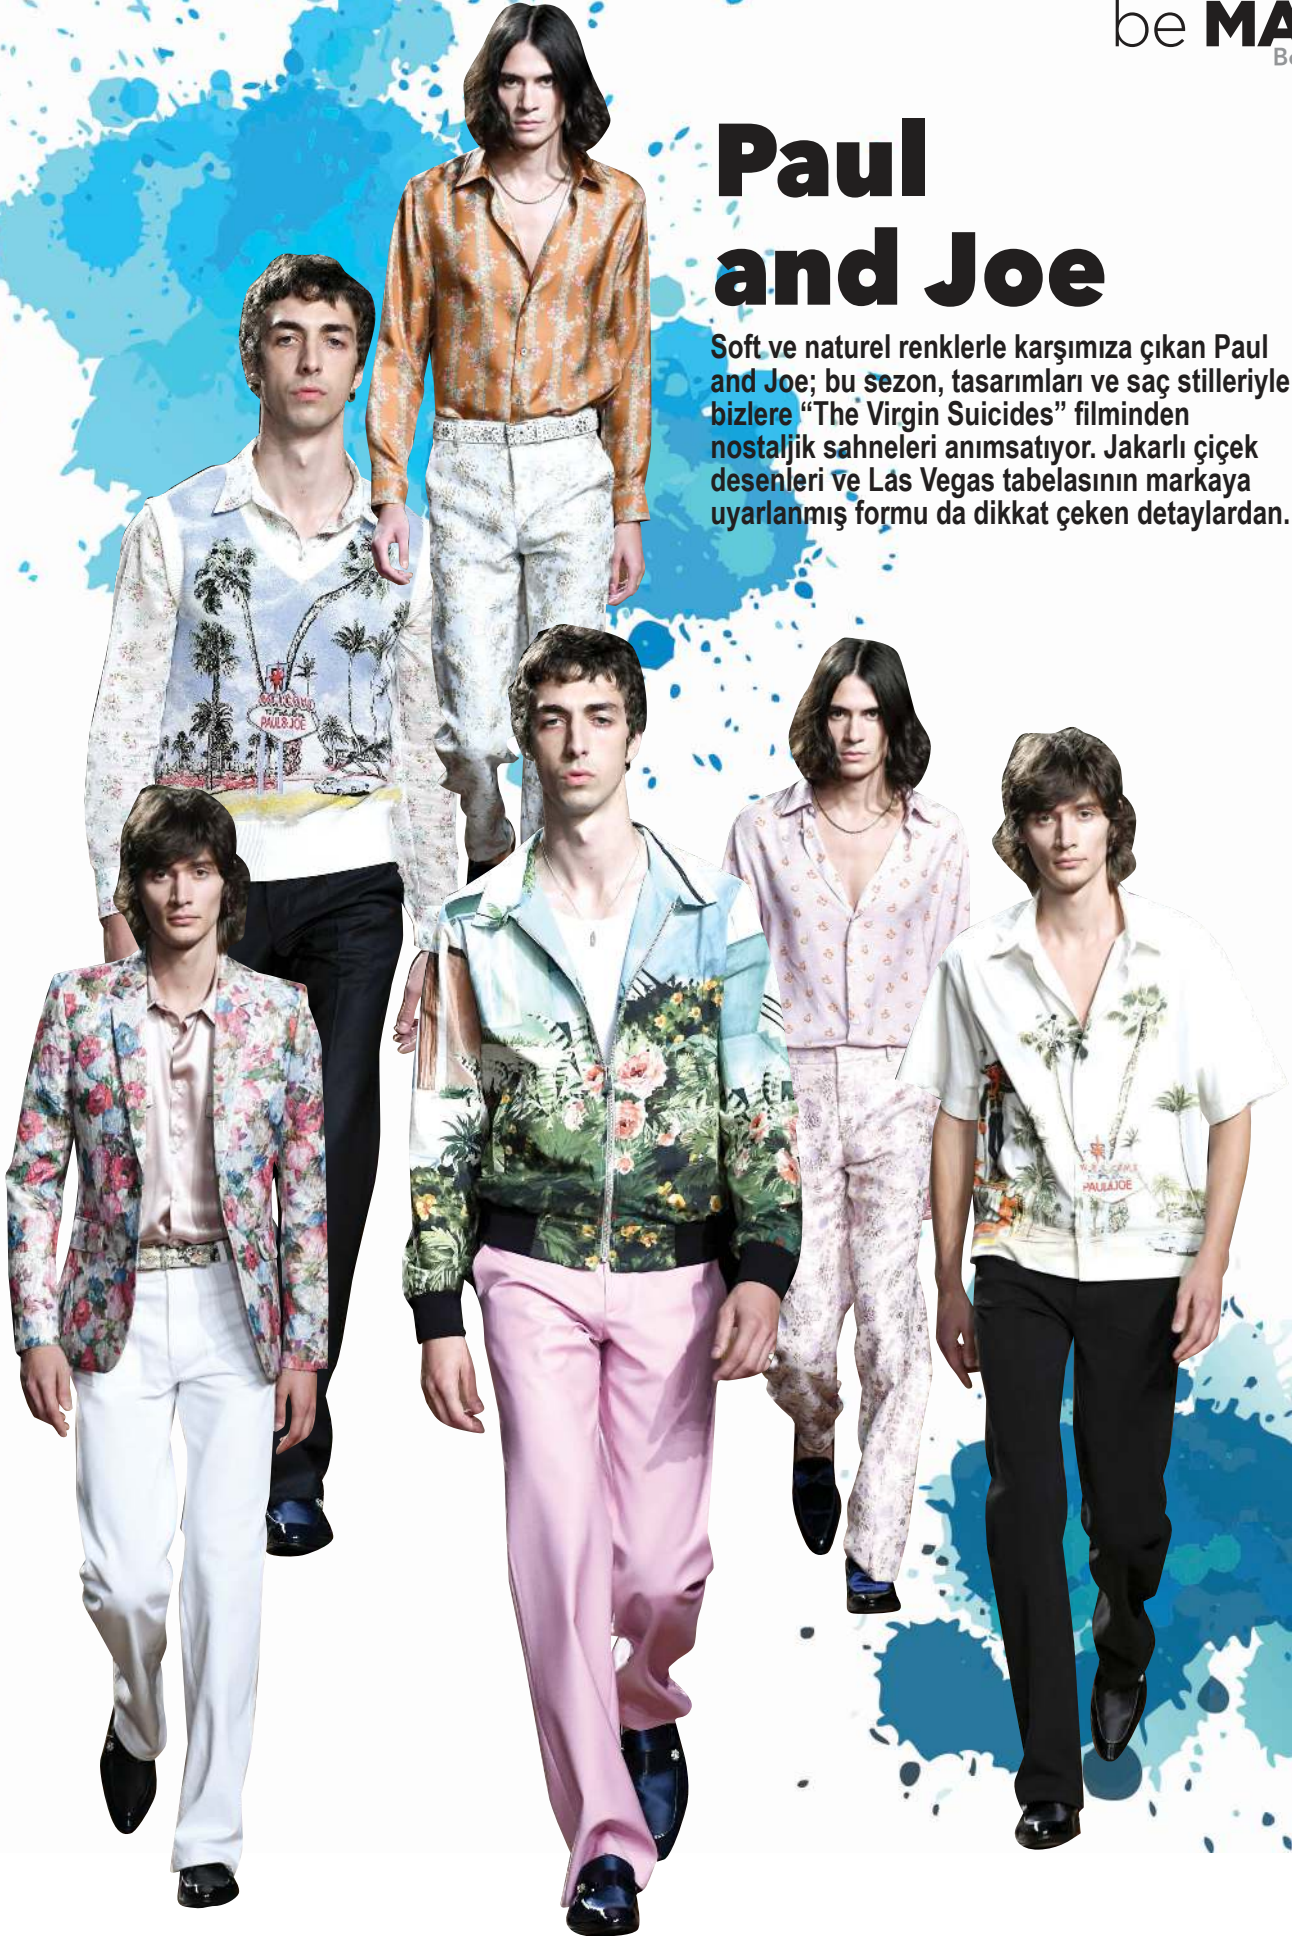 be MA
Paul
and Joe
Soft ve naturel renklerle karşımıza çıkan Paul
and Joe; bu sezon, tasarımları ve saç stilleriyle
bizlere “The Virgin Suicides” filminden
nostaljik sahneleri anımsatıyor. Jakarlı çiçek
desenleri ve Las Vegas tabelasının markaya
uyarlanmış formu da dikkat çeken detaylardan.
WELCOME
PAUL&JOE
WELCOME
PAUL&JOE